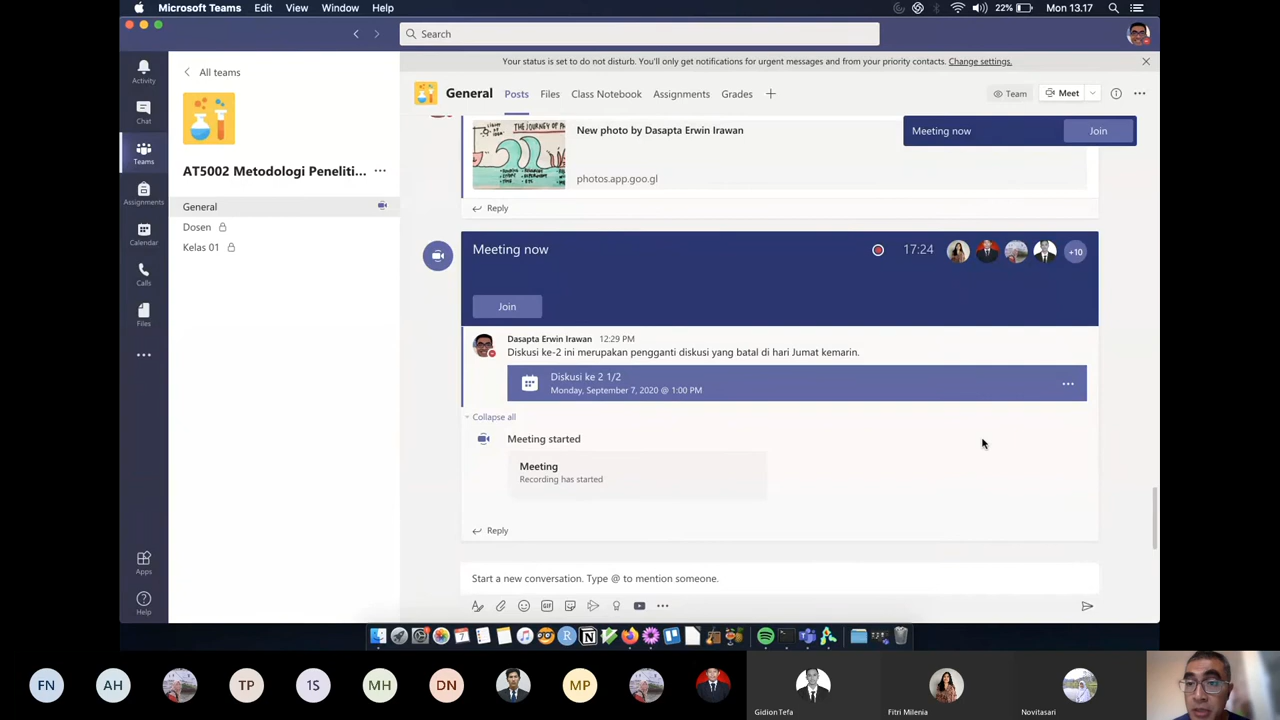 Microsoft Teams Edit View Window Help
22% Mon 13.17
Search
Your status is set to do not disturb. You'll only get notifications for urgent messages and from your priority contacts. Change settings.
Activity
Chat
Teams
Assignments
Calendar
Calls
Files
Apps
Help
All teams
AT5002 Metodologi Peneliti...
General
Dosen
Kelas 01
General Posts Files Class Notebook Assignments Grades
Team Meet
Meeting now Join
THE JOURNEY OF
New photo by Dasapta Erwin Irawan
photos.app.goo.gl
Reply
Meeting now 17:24 +10
Join
Dasapta Erwin Irawan 12:29 PM
Diskusi ke-2 ini merupakan pengganti diskusi yang batal di hari Jumat kemarin.
Diskusi ke 2 1/2
Monday, September 7, 2020 @ 1:00 PM
Collapse all
Meeting started
Meeting
Recording has started
Reply
Start a new conversation. Type @ to mention someone.
GIF
FN AH TP 1S MH DN MP
Gidion Tefa Fitri Milenia Novitasari